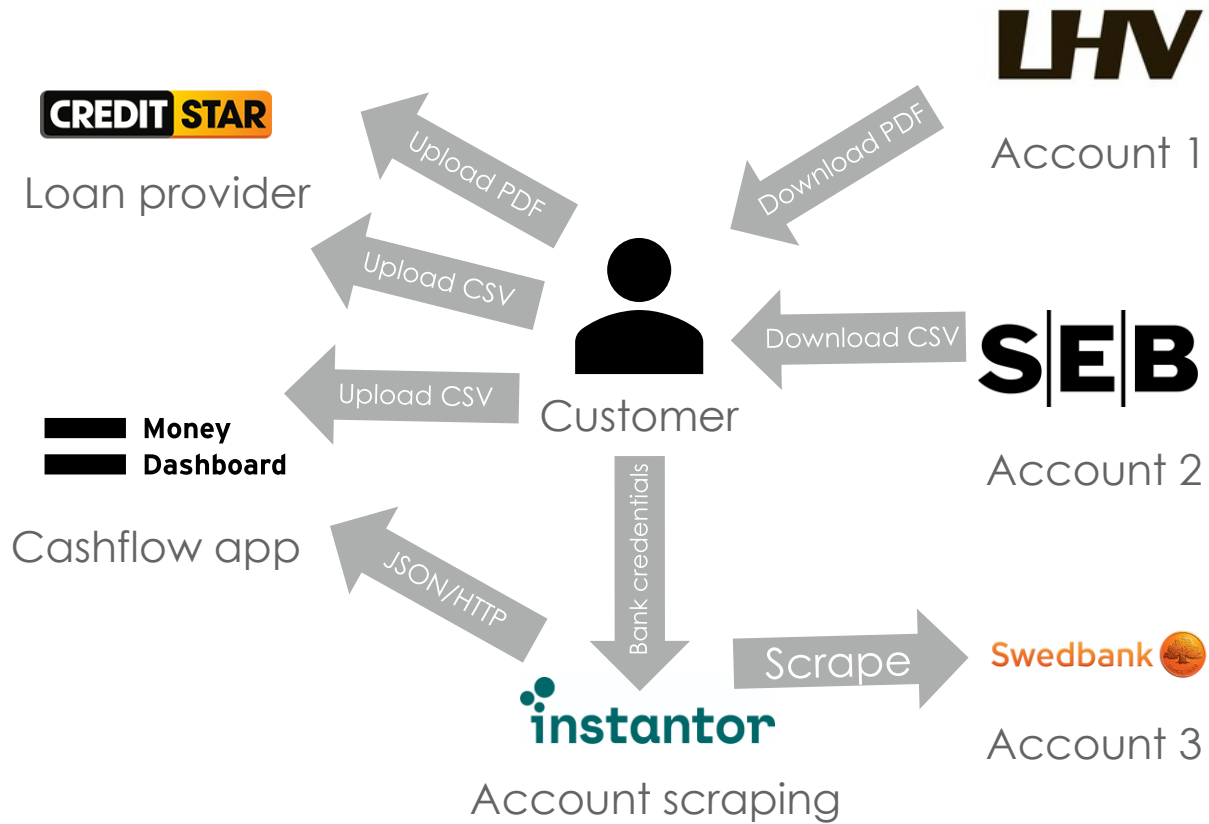 LHV
Account 1
CREDIT STAR
Loan provider
Upload PDF
Download PDF
Upload CSV
Download CSV
S|E|B
Account 2
Upload CSV
Customer
Money
Dashboard
Cashflow app
JSON/HTTP
Bank credentials
Scrape
Swedbank
Account 3
instantor
Account scraping